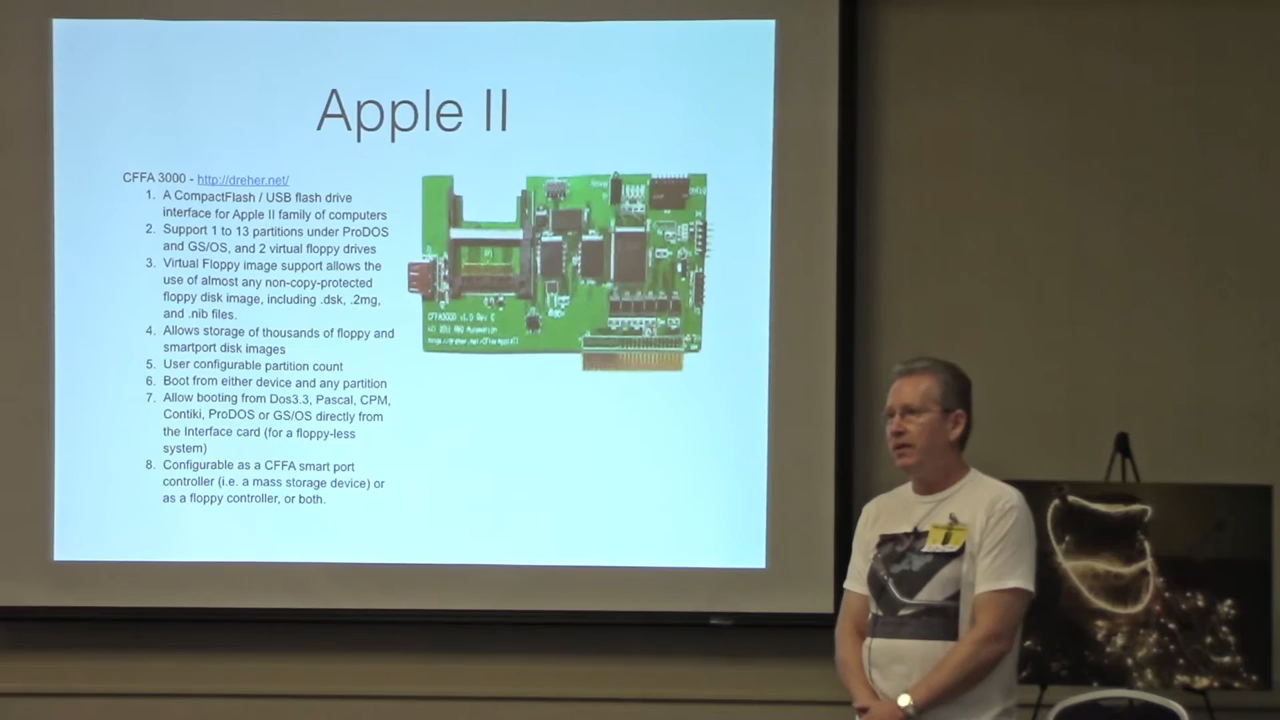 Apple II
CFFA 3000 - http://dreher.net/
1. A CompactFlash / USB flash drive
interface for Apple II family of computers
2. Support 1 to 13 partitions under ProDOS
and GS/OS, and 2 virtual floppy drives
3. Virtual Floppy image support allows the
use of almost any non-copy-protected
floppy disk image, including .dsk, .2mg,
and .nib files.
4. Allows storage of thousands of floppy and
smartport disk images
5. User configurable partition count
6. Boot from either device and any partition
7. Allow booting from Dos3.3, Pascal, CPM,
Contiki, ProDOS or GS/OS directly from
the Interface card (for a floppy-less
system)
8. Configurable as a CFFA smart port
controller (i.e. a mass storage device) or
as a floppy controller, or both.
CFFA3000 v1.0 Rev C
(C) 2011 R&D Automation